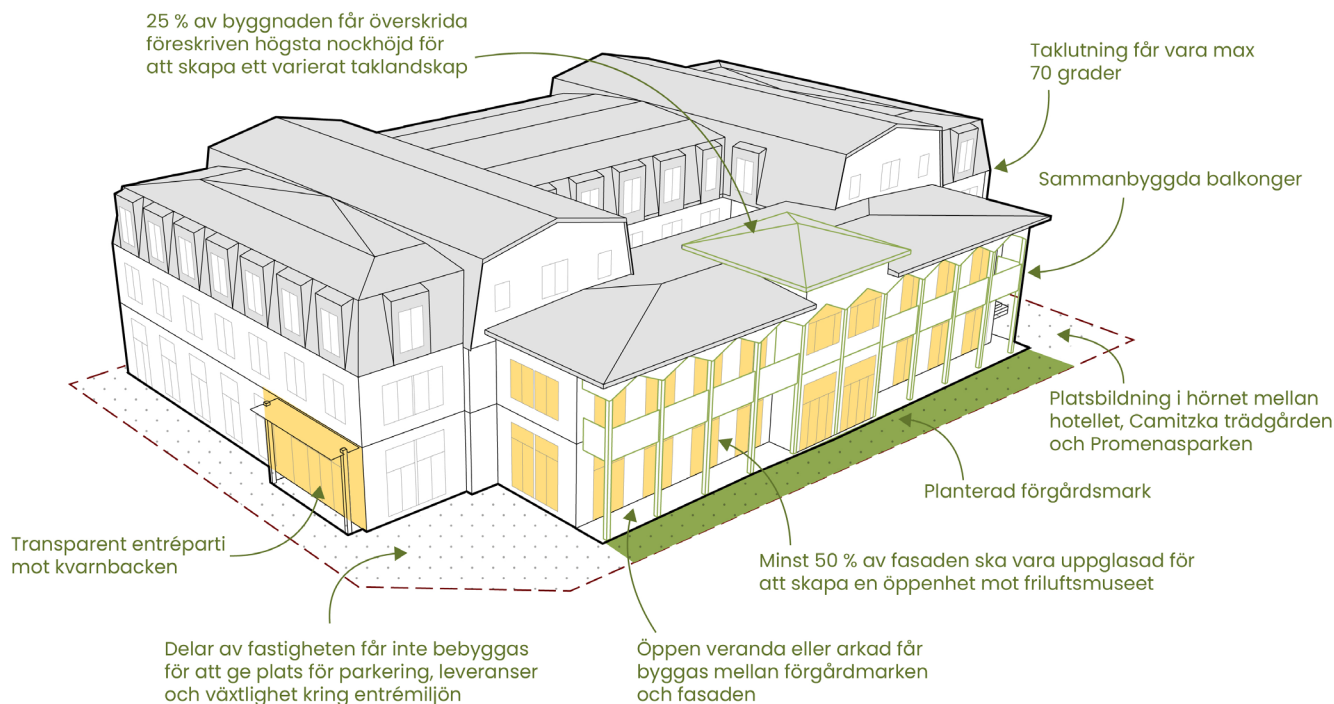 25 % av byggnaden får överskrida
föreskriven högsta nockhöjd för
att skapa ett varierat taklandskap
Taklutning får vara max
70 grader
Sammanbyggda balkonger
Platsbildning i hörnet mellan
hotellet, Camitzka trädgården
och Promenasparken
Planterad förgårdsmark
Minst 50 % av fasaden ska vara uppglasad för
att skapa en öppenhet mot friluftsmuseet
Transparent entréparti
mot kvarnbacken
Delar av fastigheten får inte bebyggas
för att ge plats för parkering, leveranser
och växtlighet kring entrémiljön
Öppen veranda eller arkad får
byggas mellan förgårdmarken
och fasaden